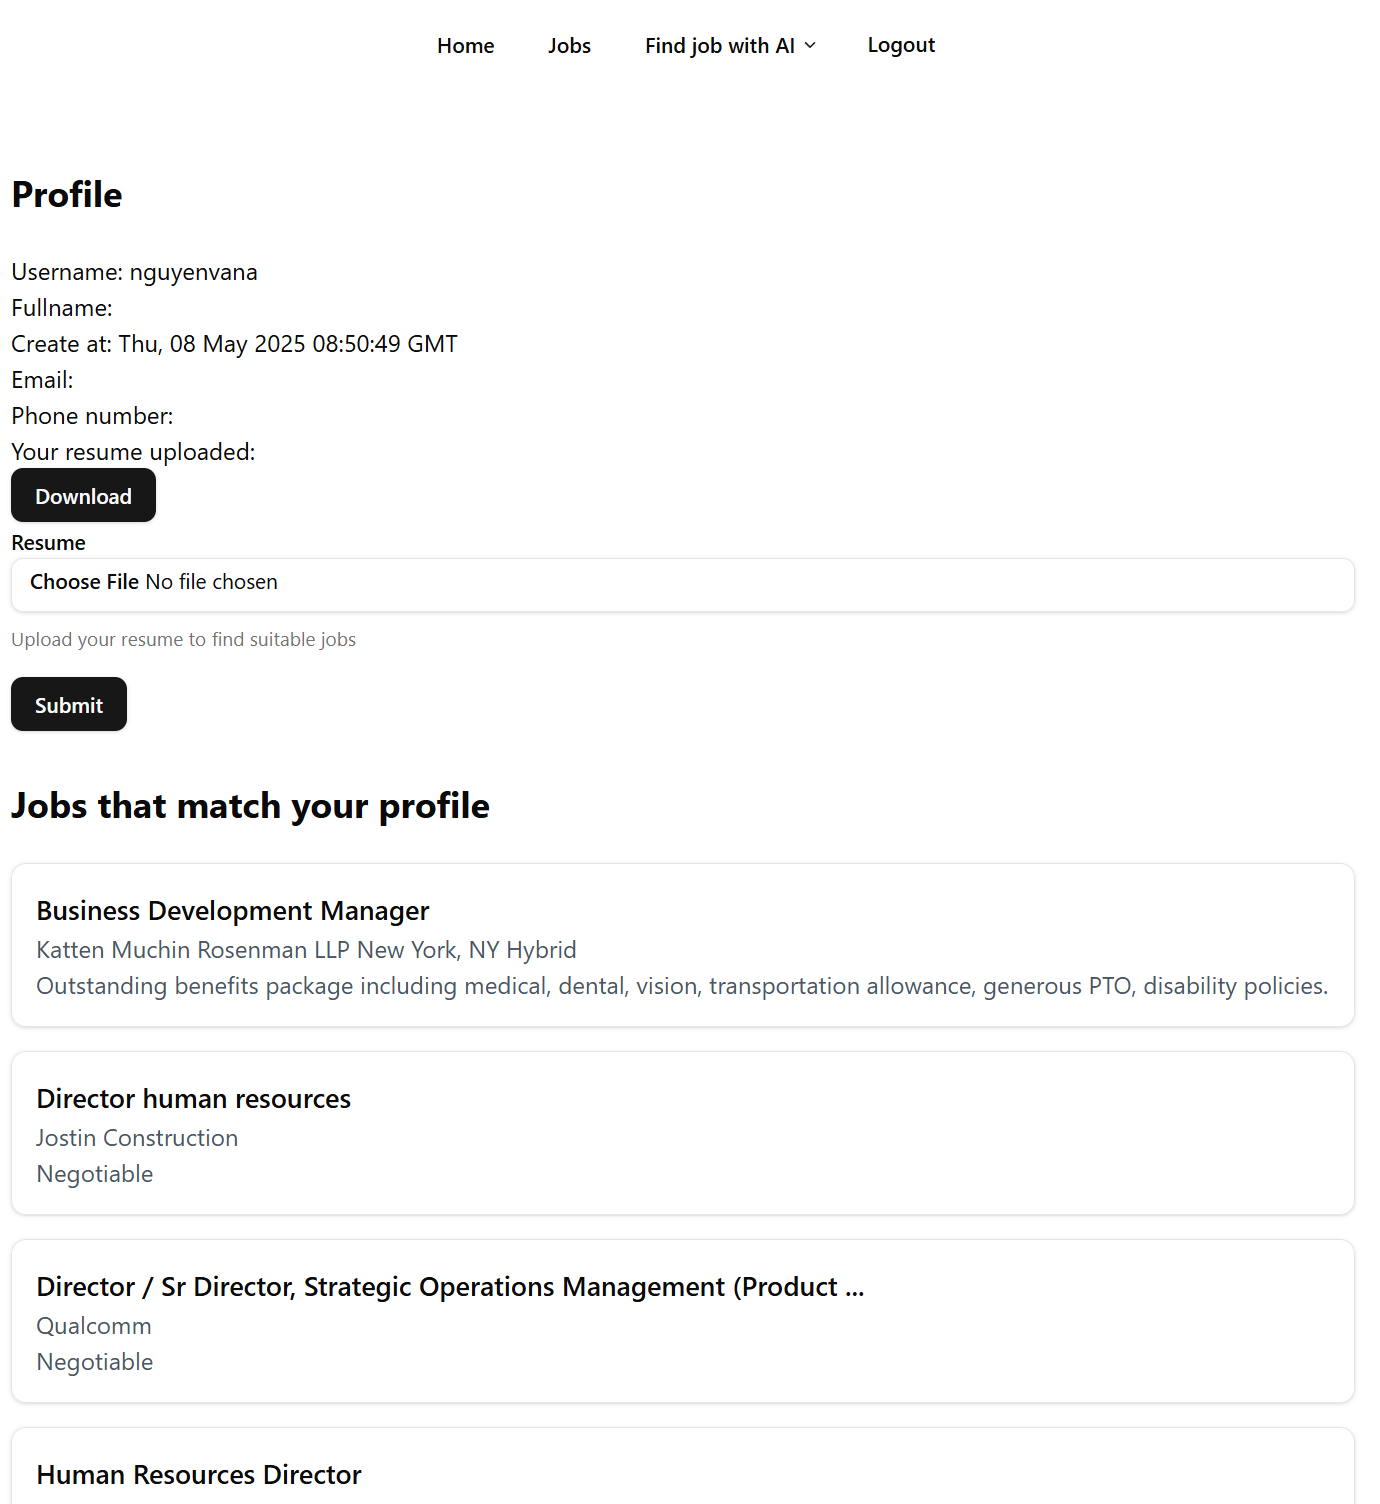 Home Jobs Find job with AI Logout
Profile
Username: nguyenvana
Fullname:
Create at: Thu, 08 May 2025 08:50:49 GMT
Email:
Phone number:
Your resume uploaded:
Download
Resume
Choose File No file chosen
Upload your resume to find suitable jobs
Submit
Jobs that match your profile
Business Development Manager
Katten Muchin Rosenman LLP New York, NY Hybrid
Outstanding benefits package including medical, dental, vision, transportation allowance, generous PTO, disability policies.
Director human resources
Jostin Construction
Negotiable
Director / Sr Director, Strategic Operations Management (Product ...
Qualcomm
Negotiable
Human Resources Director